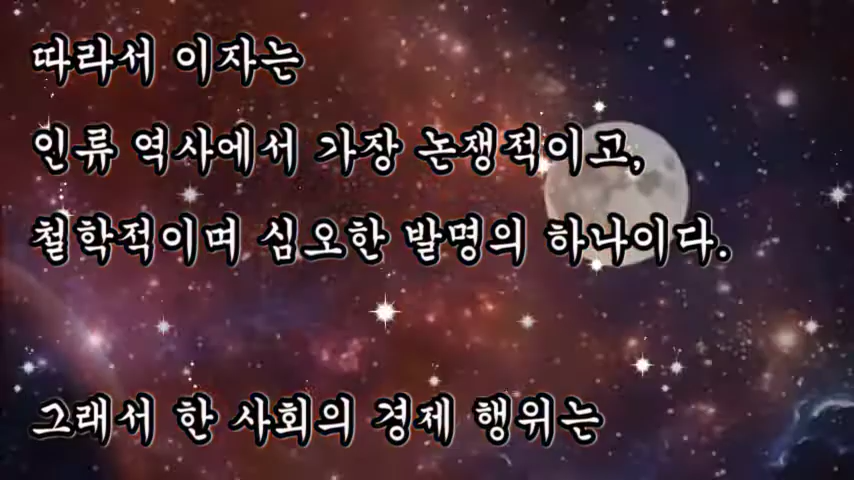 따라서 이자는
인류 역사에서 가장 논쟁적이고,
철학적이며 심오한 발명의 하나이다.
그래서 한 사회의 경제 행위는